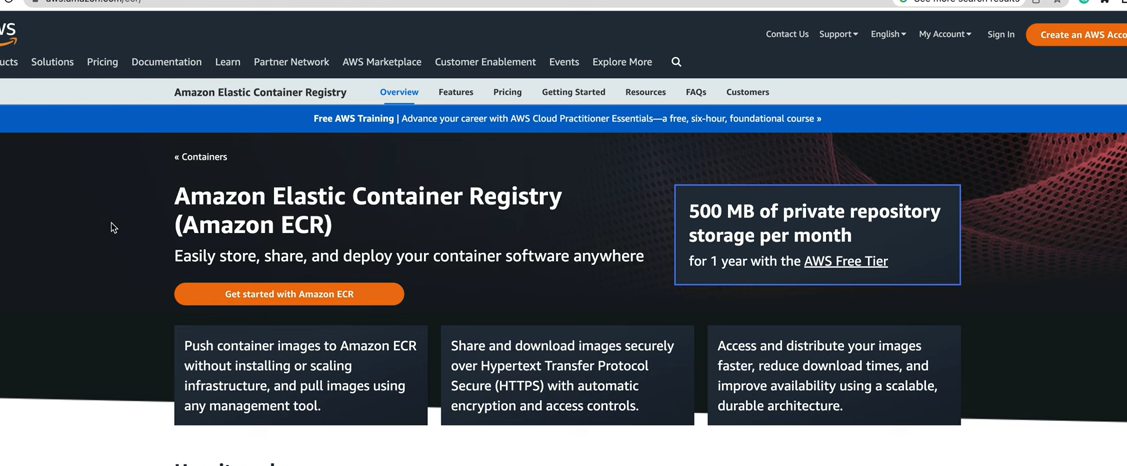 aws.amazon.com/ecr/
See more search results
Contact Us Support English My Account Sign In
Solutions Pricing Documentation Learn Partner Network AWS Marketplace Customer Enablement Events Explore More
Amazon Elastic Container Registry Overview Features Pricing Getting Started Resources FAQs Customers
Free AWS Training | Advance your career with AWS Cloud Practitioner Essentials—a free, six-hour, foundational course »
« Containers
Amazon Elastic Container Registry
(Amazon ECR)
Easily store, share, and deploy your container software anywhere
Get started with Amazon ECR
500 MB of private repository
storage per month
for 1 year with the AWS Free Tier
Push container images to Amazon ECR
without installing or scaling
infrastructure, and pull images using
any management tool.
Share and download images securely
over Hypertext Transfer Protocol
Secure (HTTPS) with automatic
encryption and access controls.
Access and distribute your images
faster, reduce download times, and
improve availability using a scalable,
durable architecture.